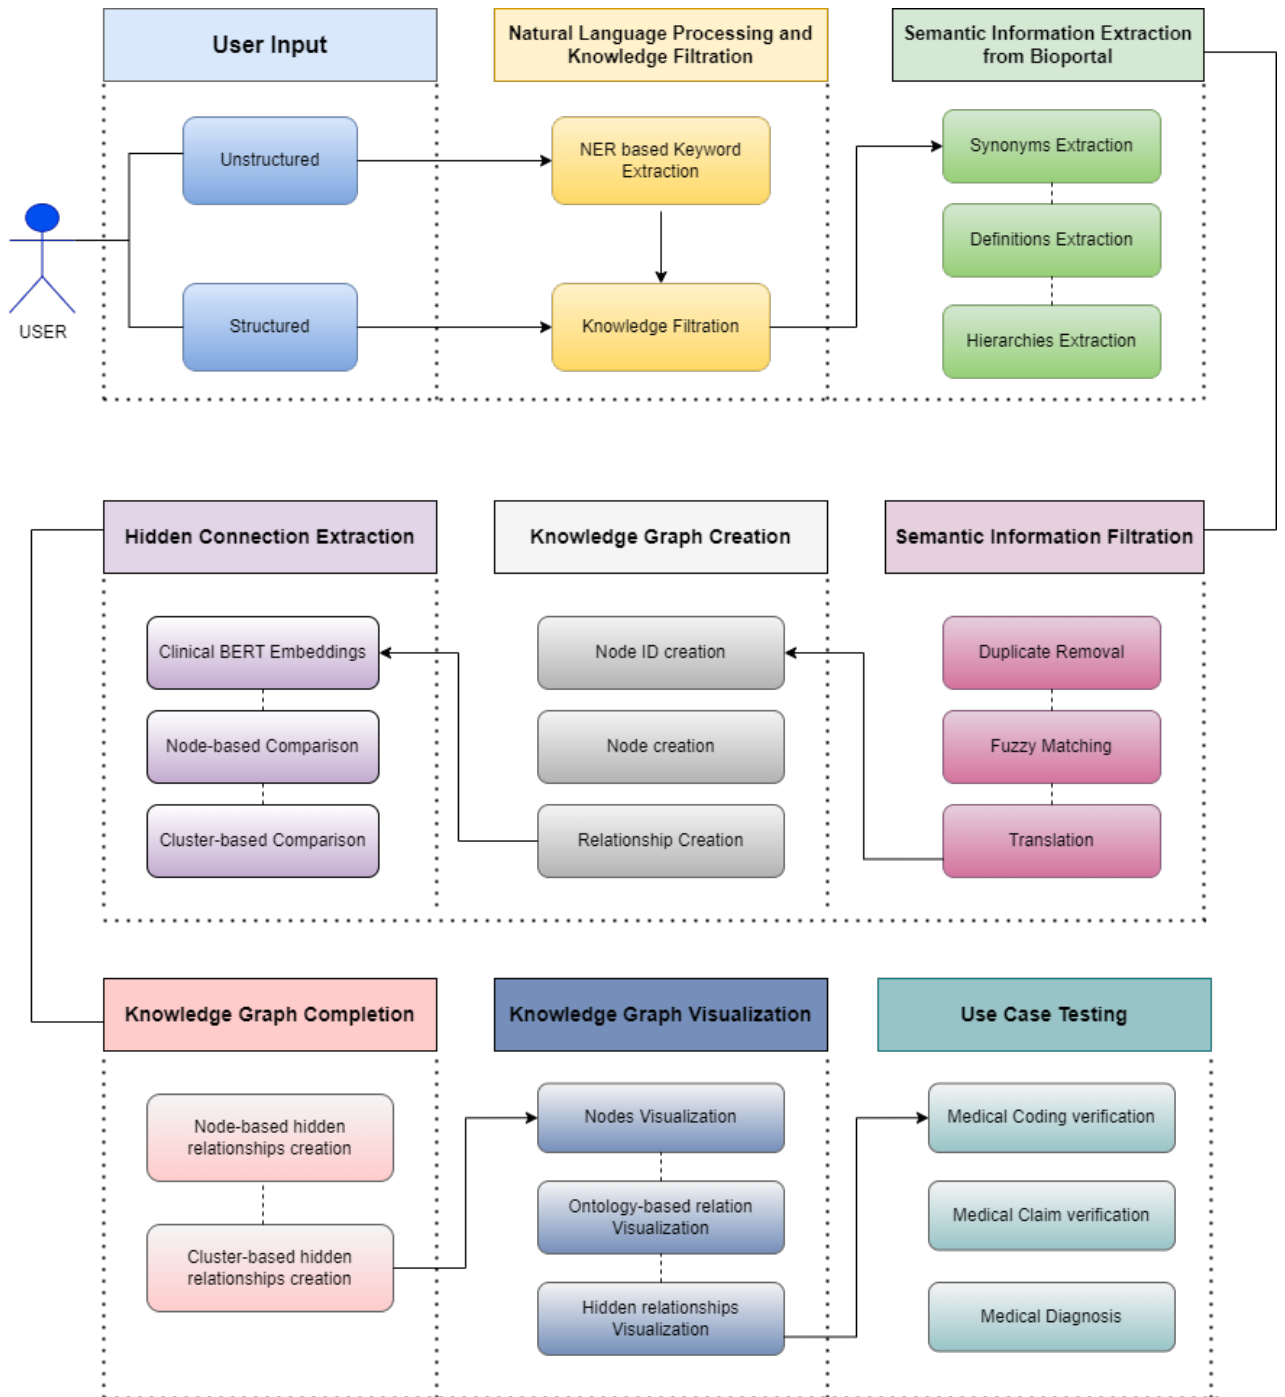 User Input
Natural Language Processing and
Knowledge Filtration
Semantic Information Extraction
from Bioportal
Unstructured
NER based Keyword
Extraction
Synonyms Extraction
Definitions Extraction
USER
Structured
Knowledge Filtration
Hierarchies Extraction
Hidden Connection Extraction
Knowledge Graph Creation
Semantic Information Filtration
Clinical BERT Embeddings
Node ID creation
Duplicate Removal
Node-based Comparison
Node creation
Fuzzy Matching
Cluster-based Comparison
Relationship Creation
Translation
Knowledge Graph Completion
Knowledge Graph Visualization
Use Case Testing
Node-based hidden
relationships creation
Nodes Visualization
Medical Coding verification
Ontology-based relation
Visualization
Medical Claim verification
Cluster-based hidden
relationships creation
Hidden relationships
Visualization
Medical Diagnosis